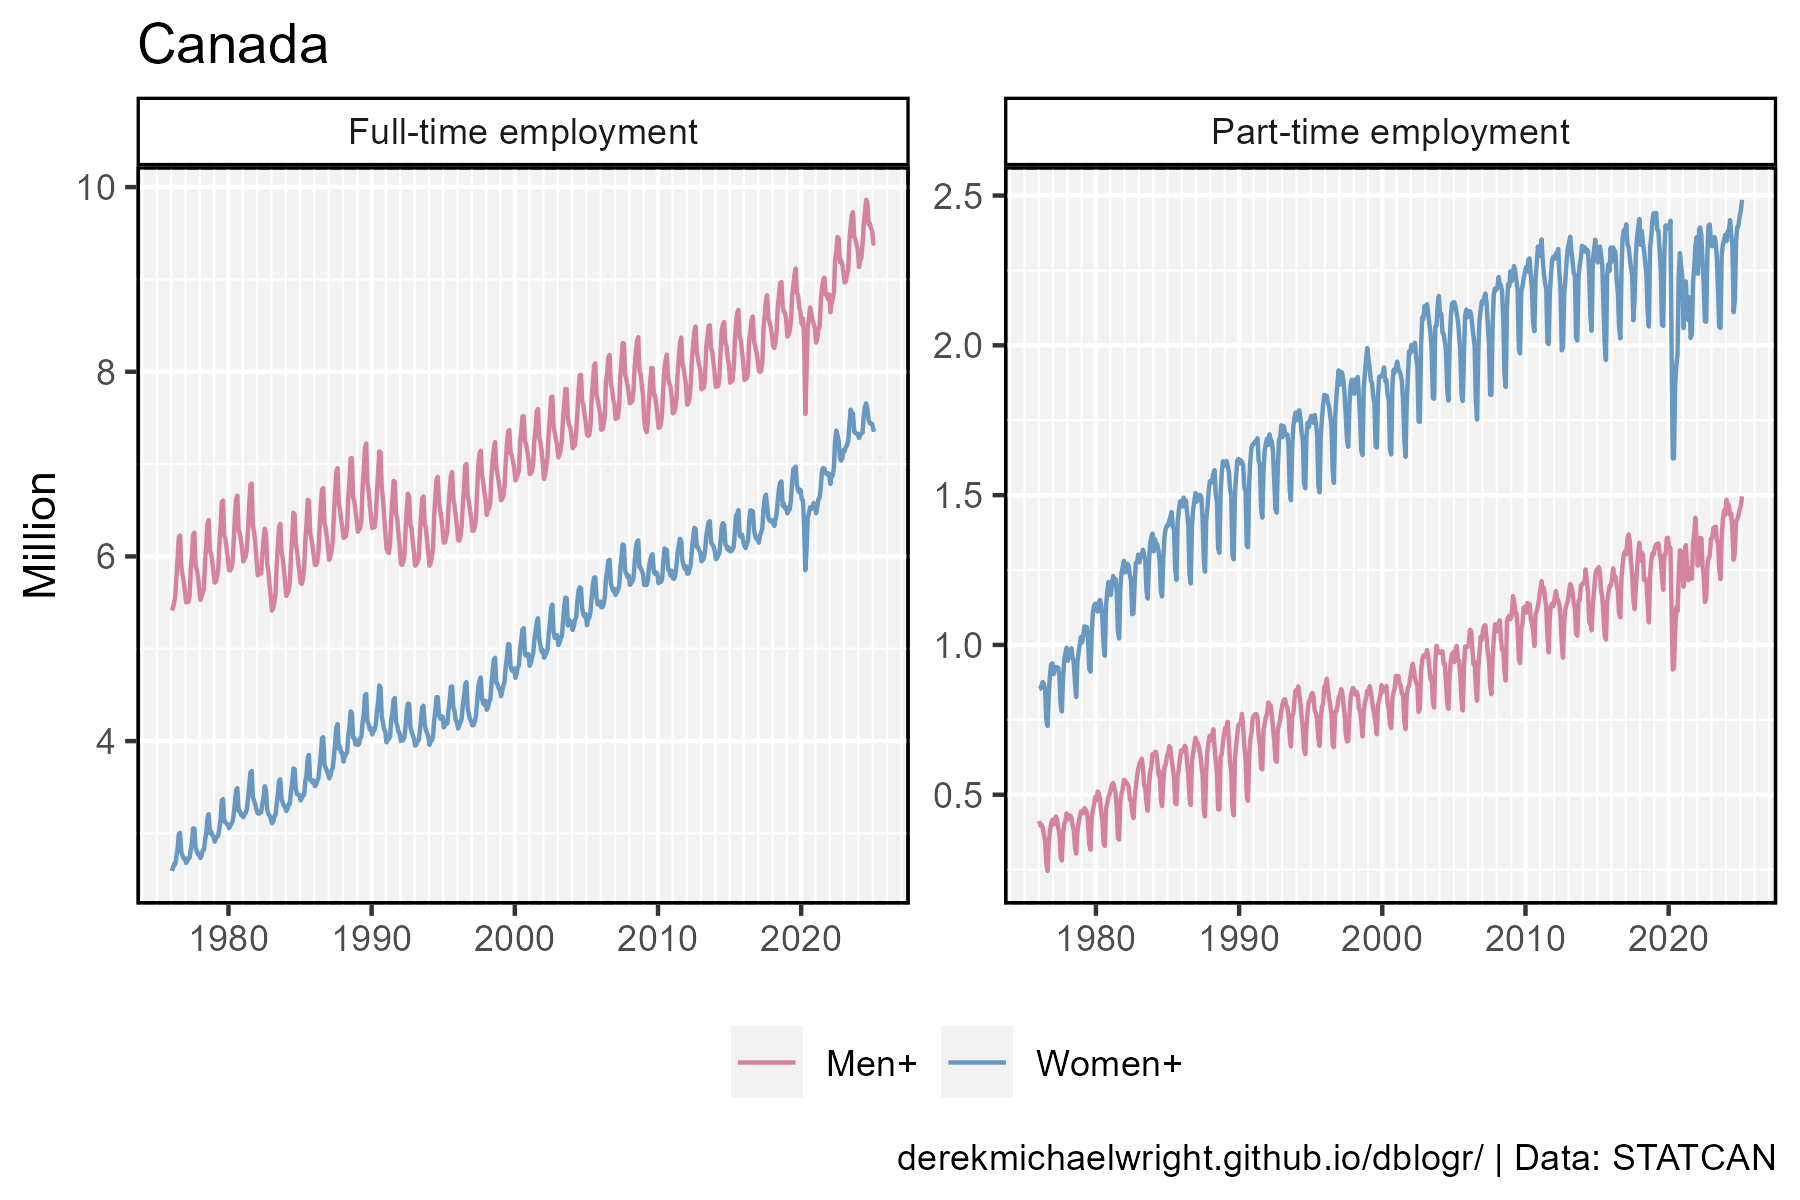 Canada
Full-time employment
Part-time employment
Million
10
8
6
4
1980 1990 2000 2010 2020
2.5
2.0
1.5
1.0
0.5
1980 1990 2000 2010 2020
Men+ Women+
derekmichaelwright.github.io/dblogr/ | Data: STATCAN